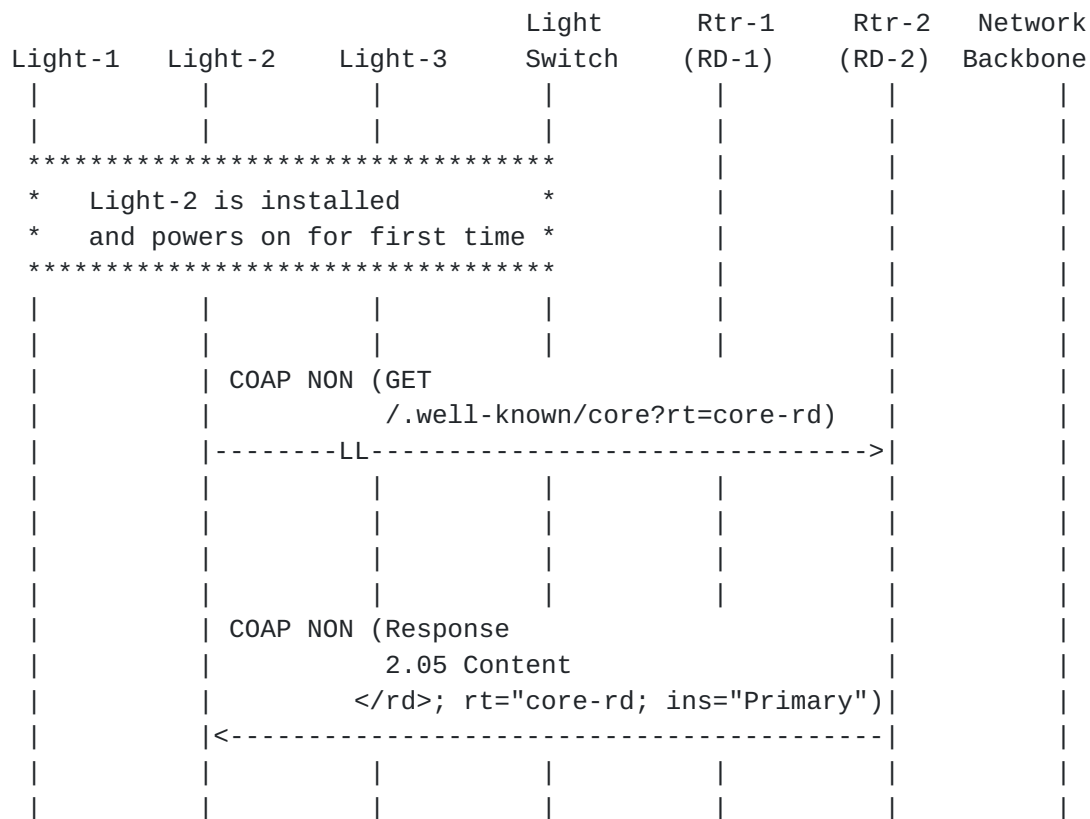 Light Rtr-1 Rtr-2 Network
Light-1 Light-2 Light-3 Switch (RD-1) (RD-2) Backbone
| | | | | | |
| | | | | | |
********************************** | | |
* Light-2 is installed * | | |
* and powers on for first time * | | |
********************************** | | |
| | | | | | |
| | | | | | |
| | COAP NON (GET | |
| | /.well-known/core?rt=core-rd) | |
| |--------LL-------------------------------->| |
| | | | | | |
| | | | | | |
| | | | | | |
| | | | | | |
| | COAP NON (Response | |
| | 2.05 Content | |
| | </rd>; rt="core-rd; ins="Primary")| |
| |<------------------------------------------| |
| | | | | | |
| | | | | | |